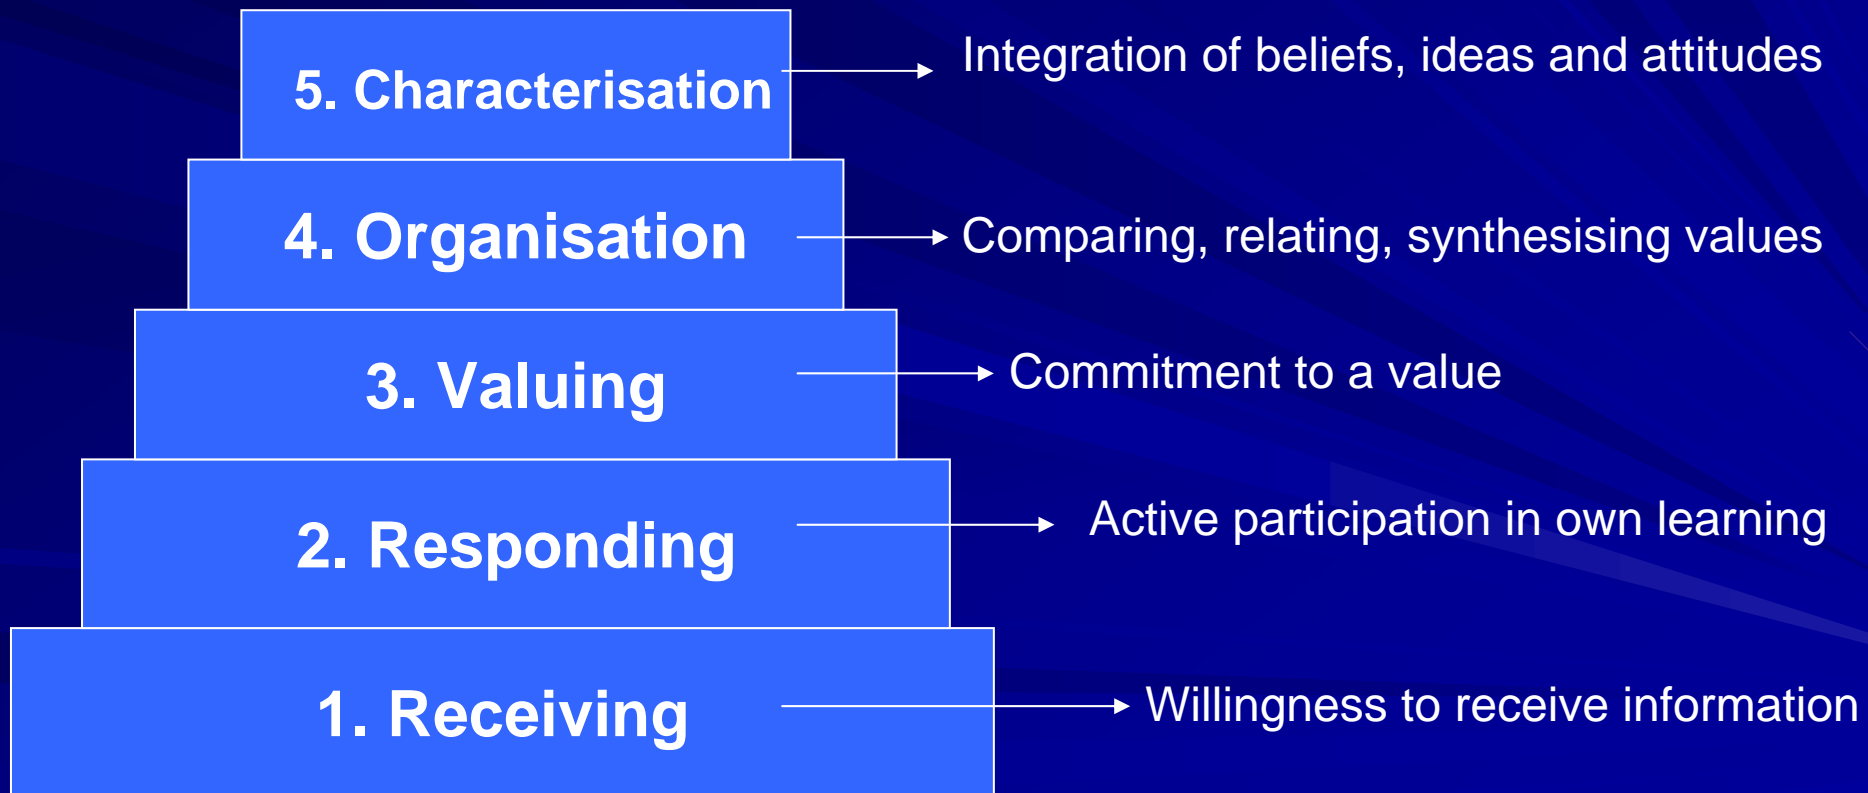 5. Characterisation
Integration of beliefs, ideas and attitudes
4. Organisation
Comparing, relating, synthesising values
3. Valuing
Commitment to a value
2. Responding
Active participation in own learning
1. Receiving
Willingness to receive information